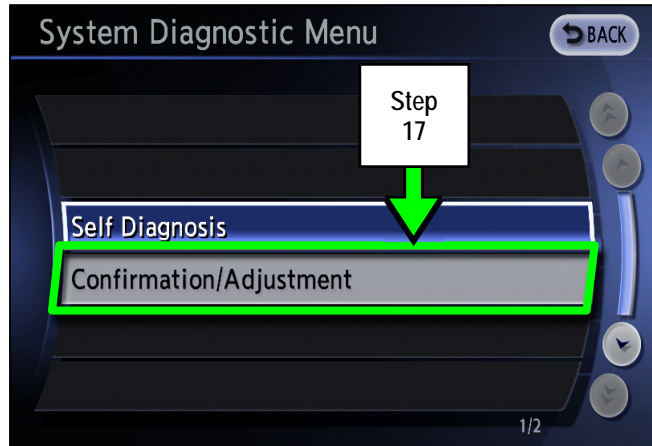 System Diagnostic Menu
BACK
Step
17
Self Diagnosis
Confirmation/Adjustment
1/2